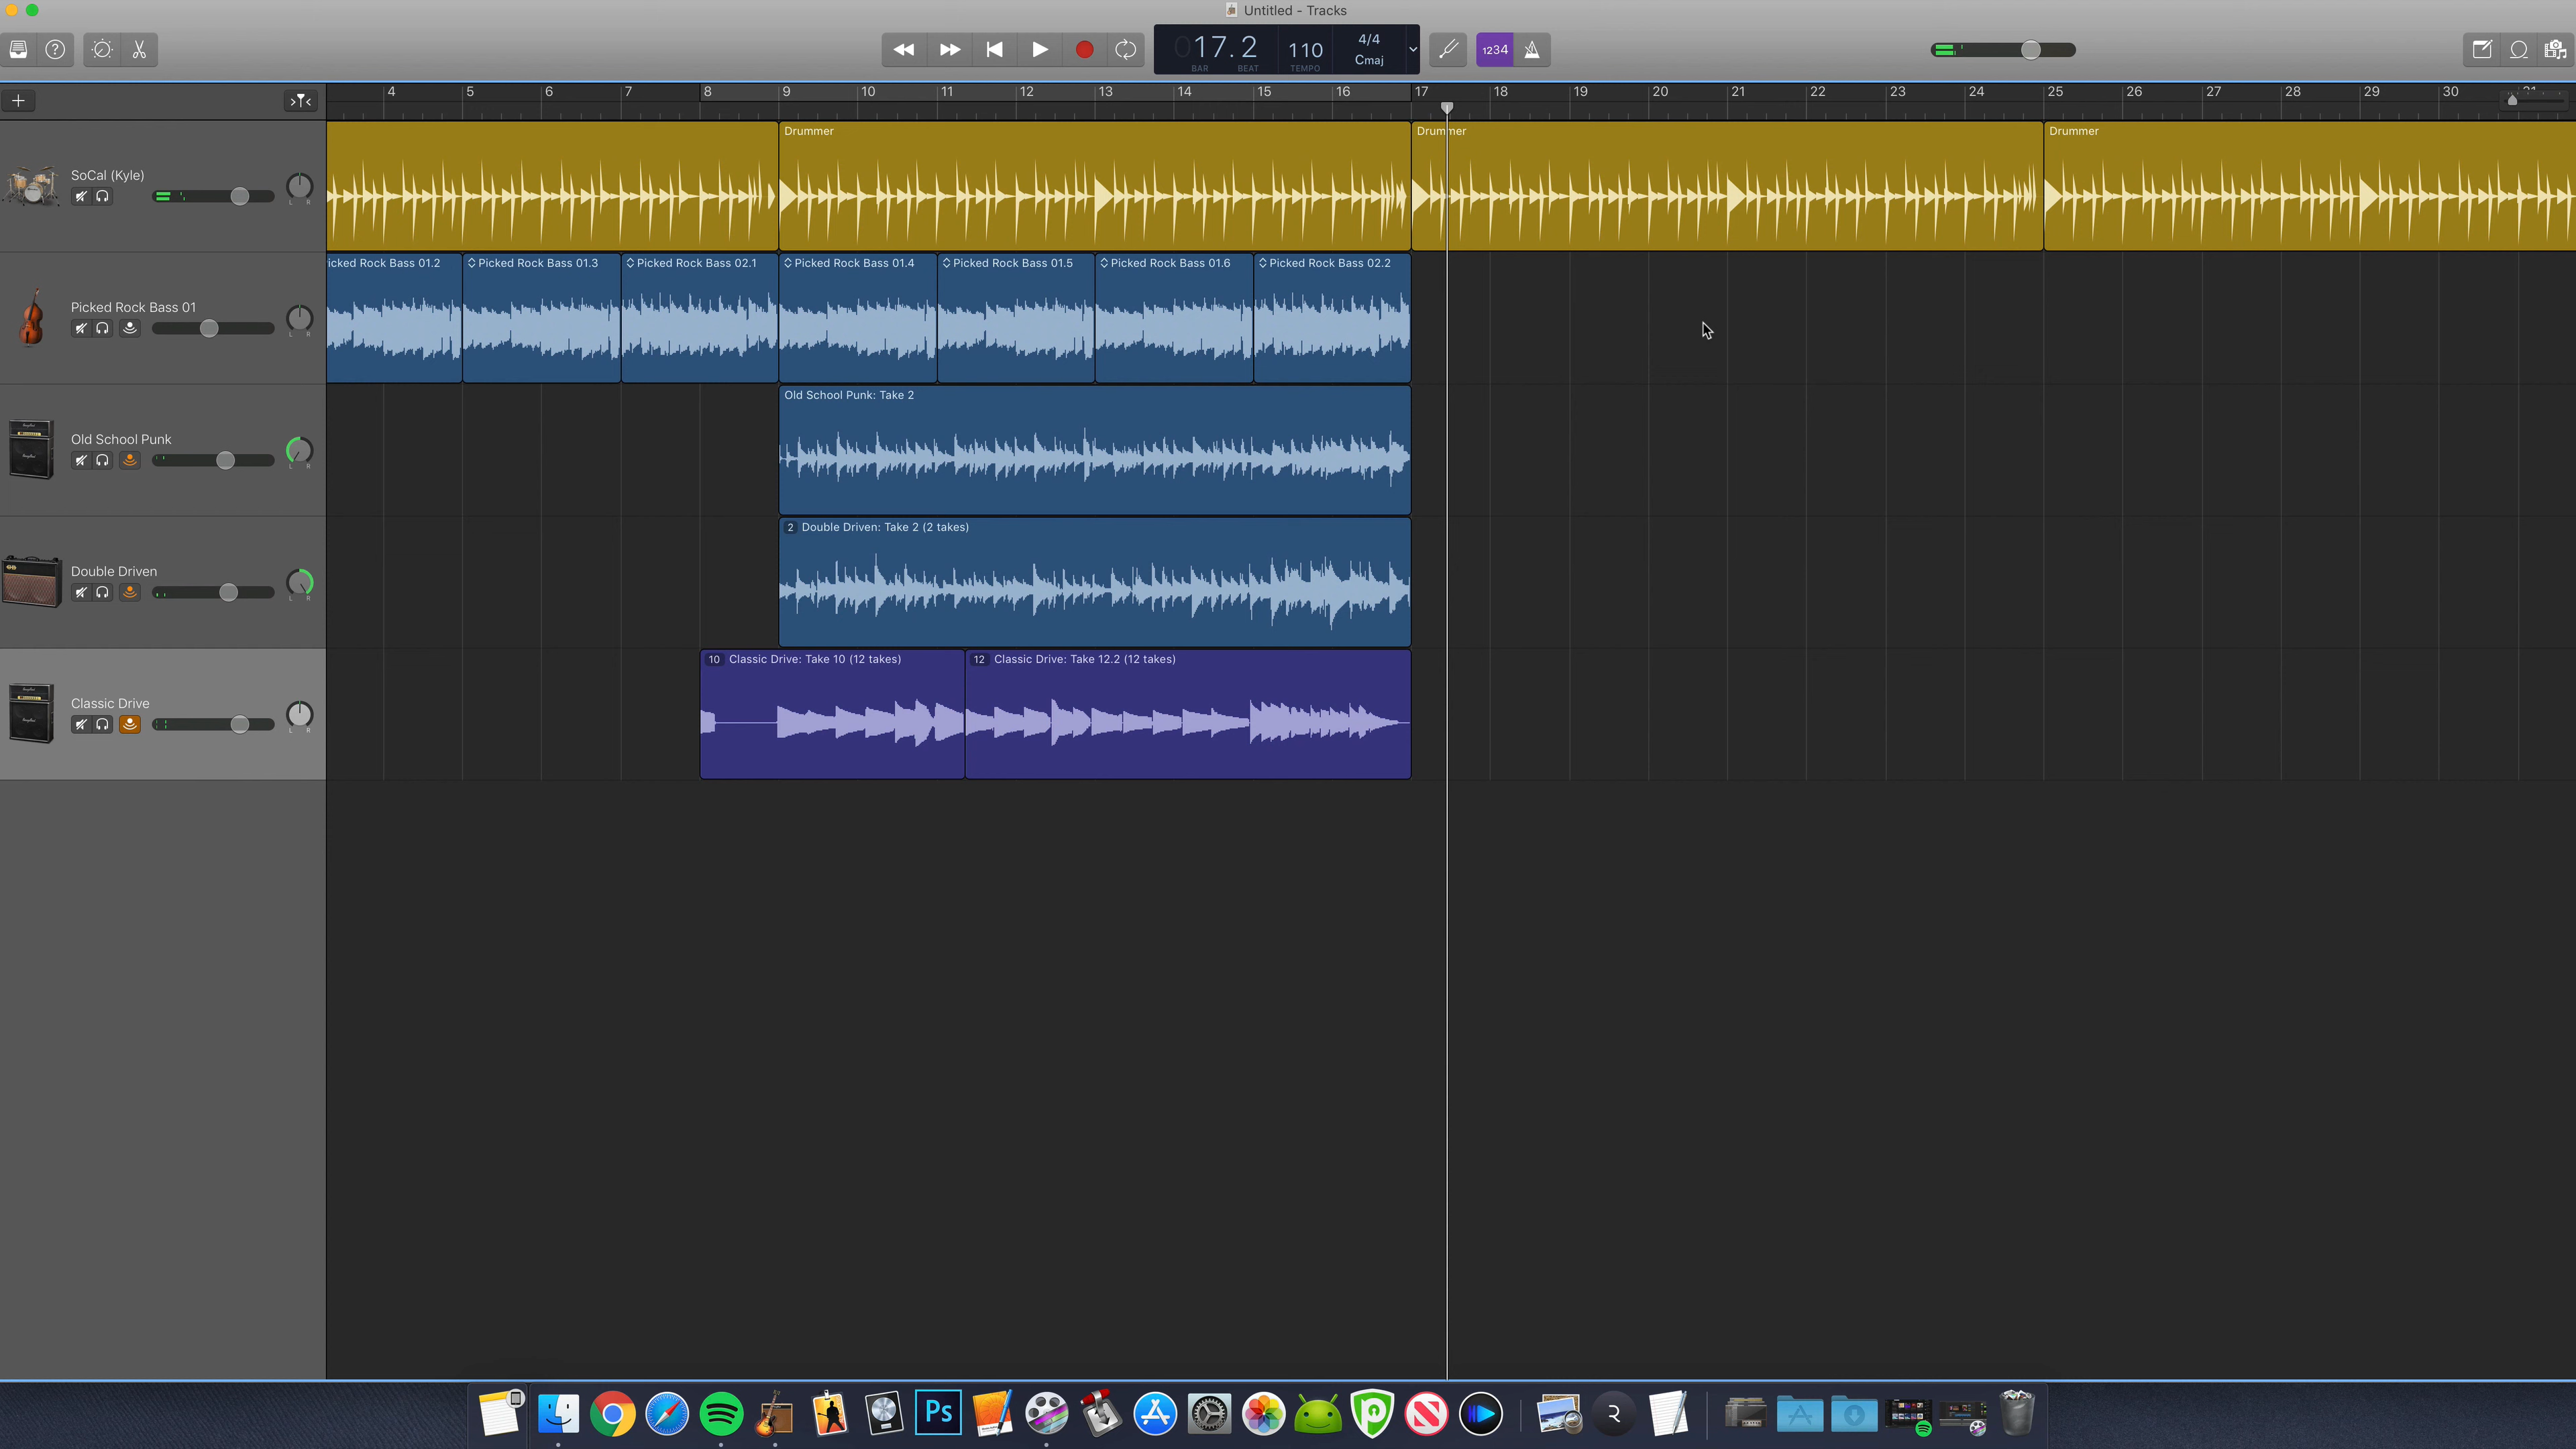 Untitled - Tracks
17. 2
110
4/4
Cmaj
BAR
BEAT
TEMPO
1234
4 5 6 7 8 9 10 11 12 13 14 15 16 17 18 19 20 21 22 23 24 25 26 27 28 29 30 31
SoCal (Kyle)
L R
Drummer
Drummer
Drummer
Picked Rock Bass 01
L R
icked Rock Bass 01.2
Picked Rock Bass 01.3
Picked Rock Bass 02.1
Picked Rock Bass 01.4
Picked Rock Bass 01.5
Picked Rock Bass 01.6
Picked Rock Bass 02.2
Old School Punk
L R
Old School Punk: Take 2
Double Driven
L R
2 Double Driven: Take 2 (2 takes)
Classic Drive
L R
10 Classic Drive: Take 10 (12 takes)
12 Classic Drive: Take 12.2 (12 takes)
Ps